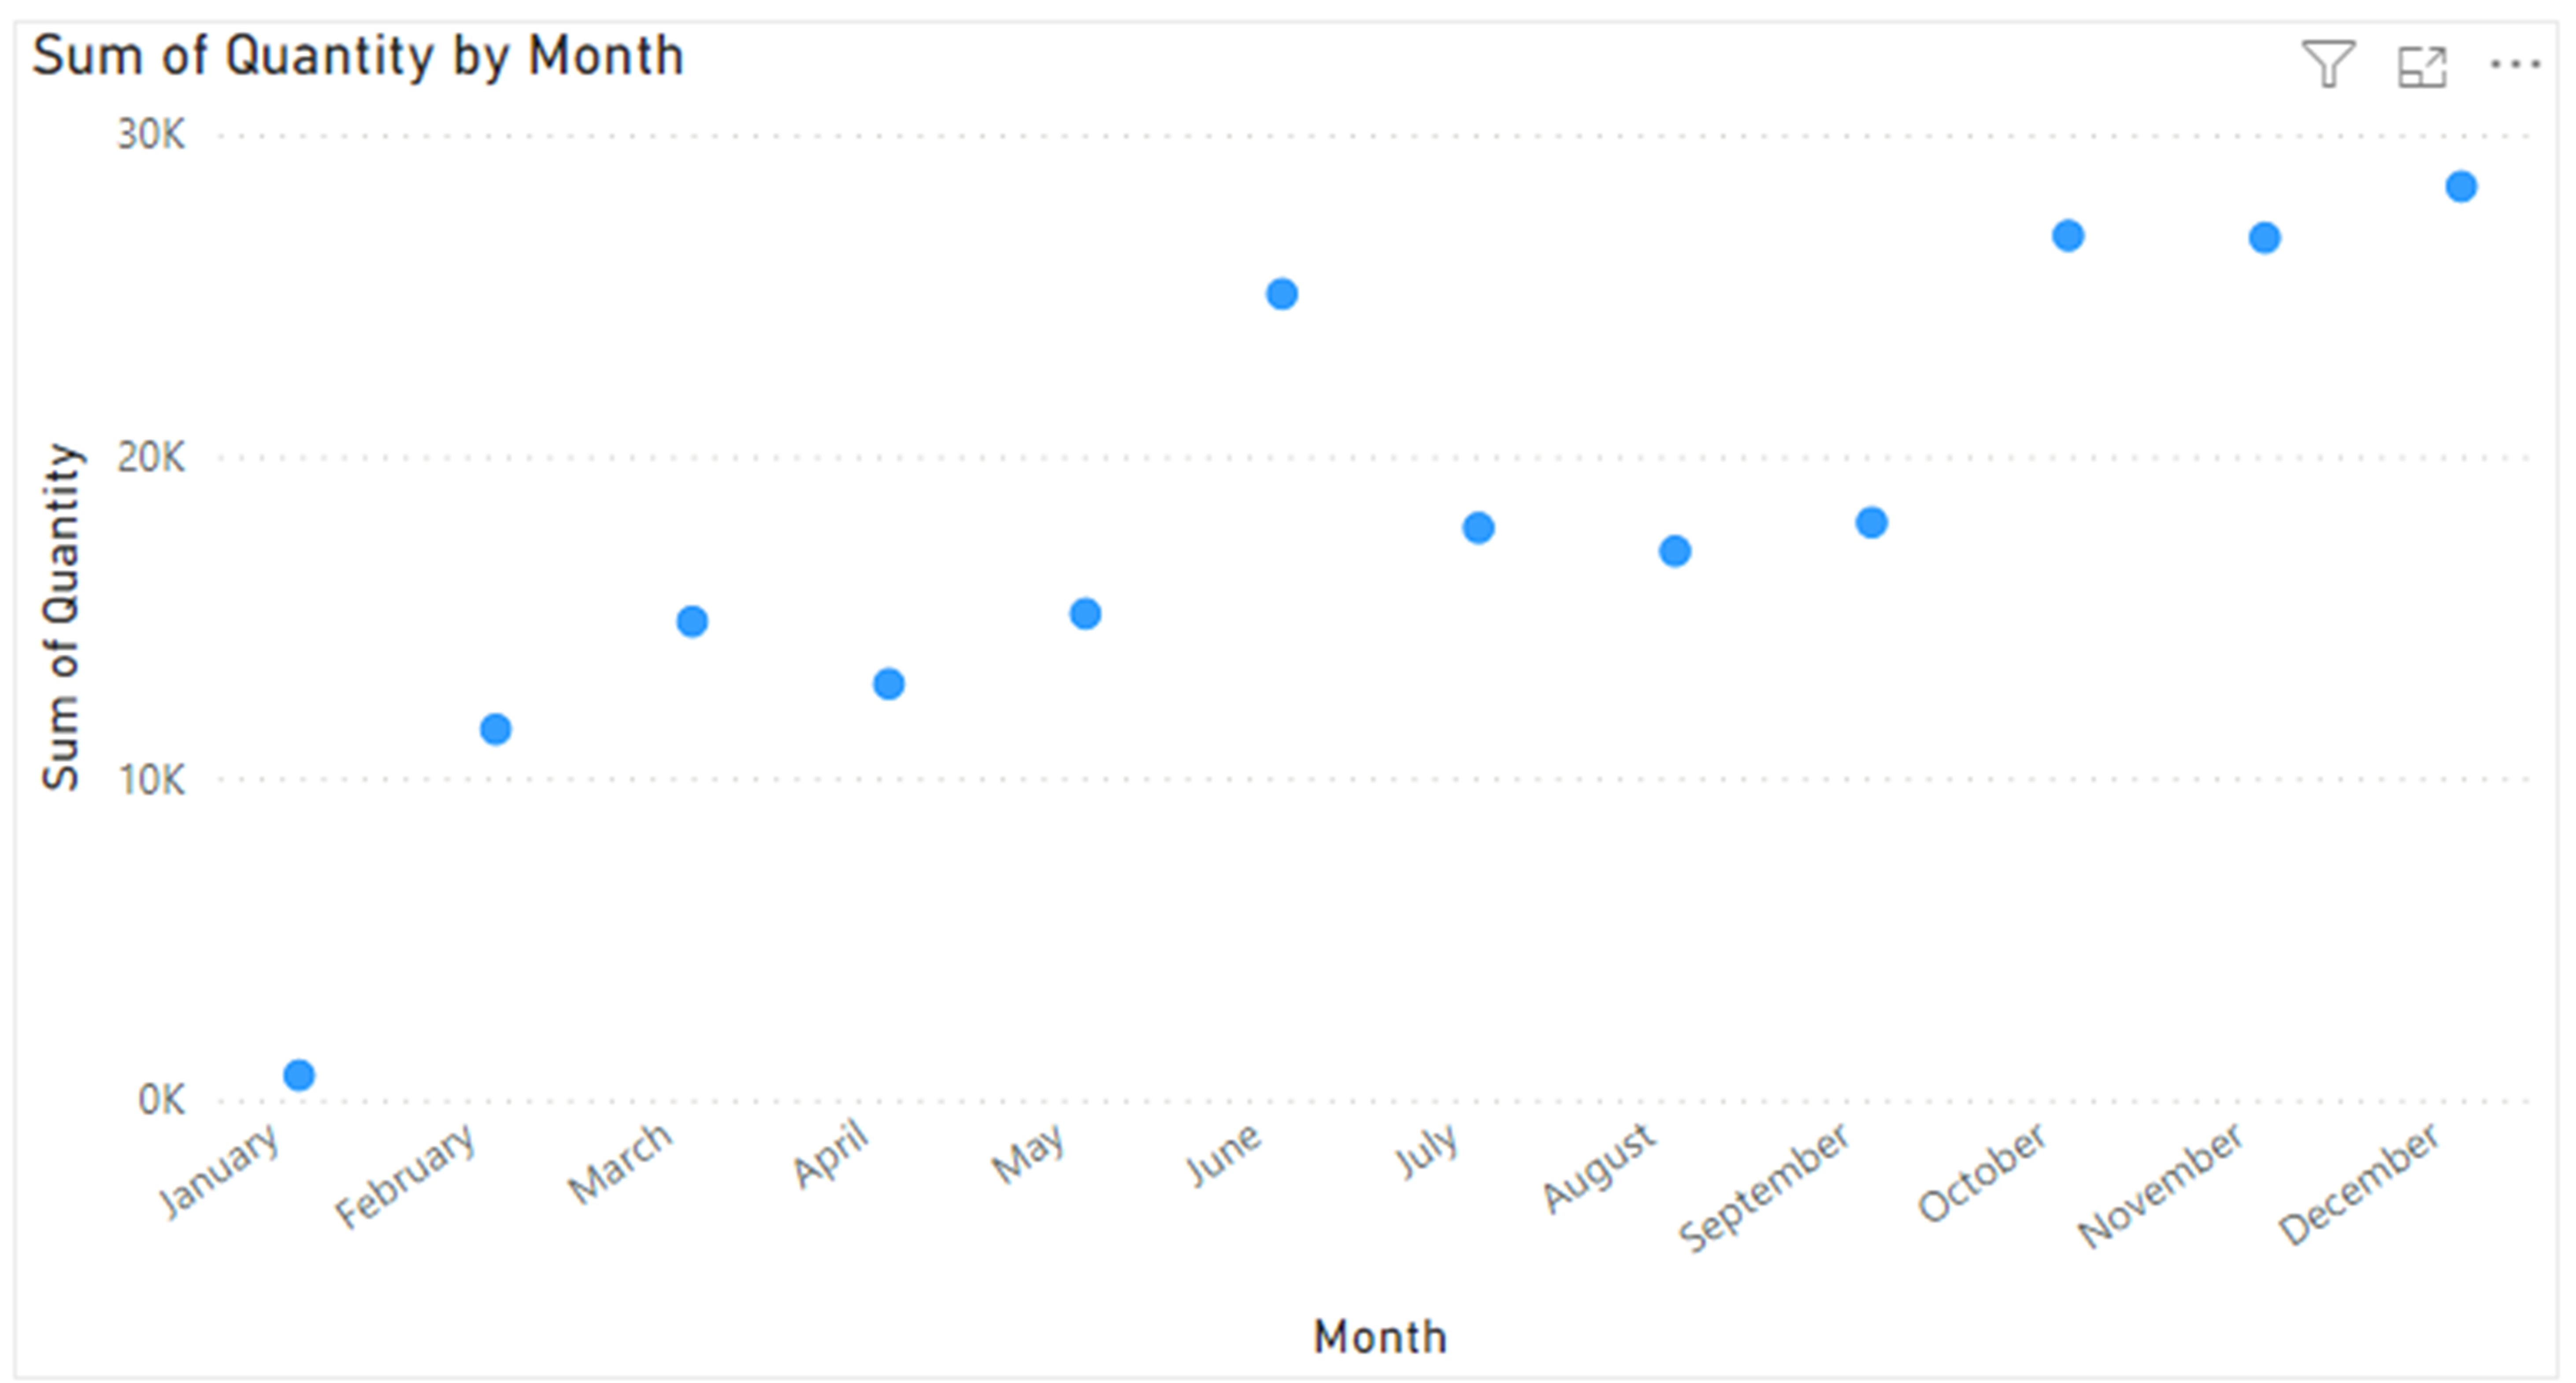 Sum of Quantity by Month
30K
20K
10K
0K
Sum of Quantity
January
February
March
April
May
June
July
August
September
October
November
December
Month